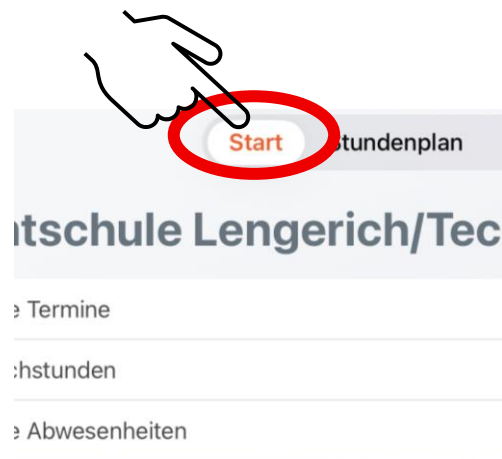 Start tundenplan
tschule Lengerich/Tec
e Termine
chstunden
e Abwesenheiten